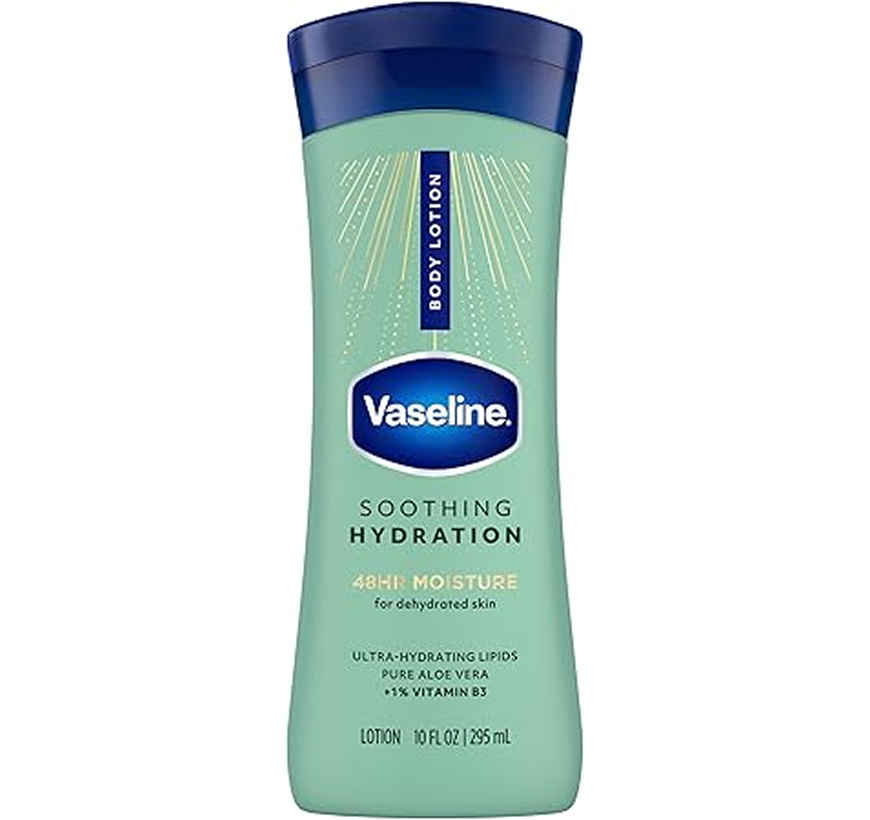 BODY LOTION
Vaseline.
SOOTHING
HYDRATION
48HR MOISTURE
for dehydrated skin
ULTRA-HYDRATING LIPIDS
PURE ALOE VERA
+1% VITAMIN B3
LOTION 10 FL OZ | 295 mL